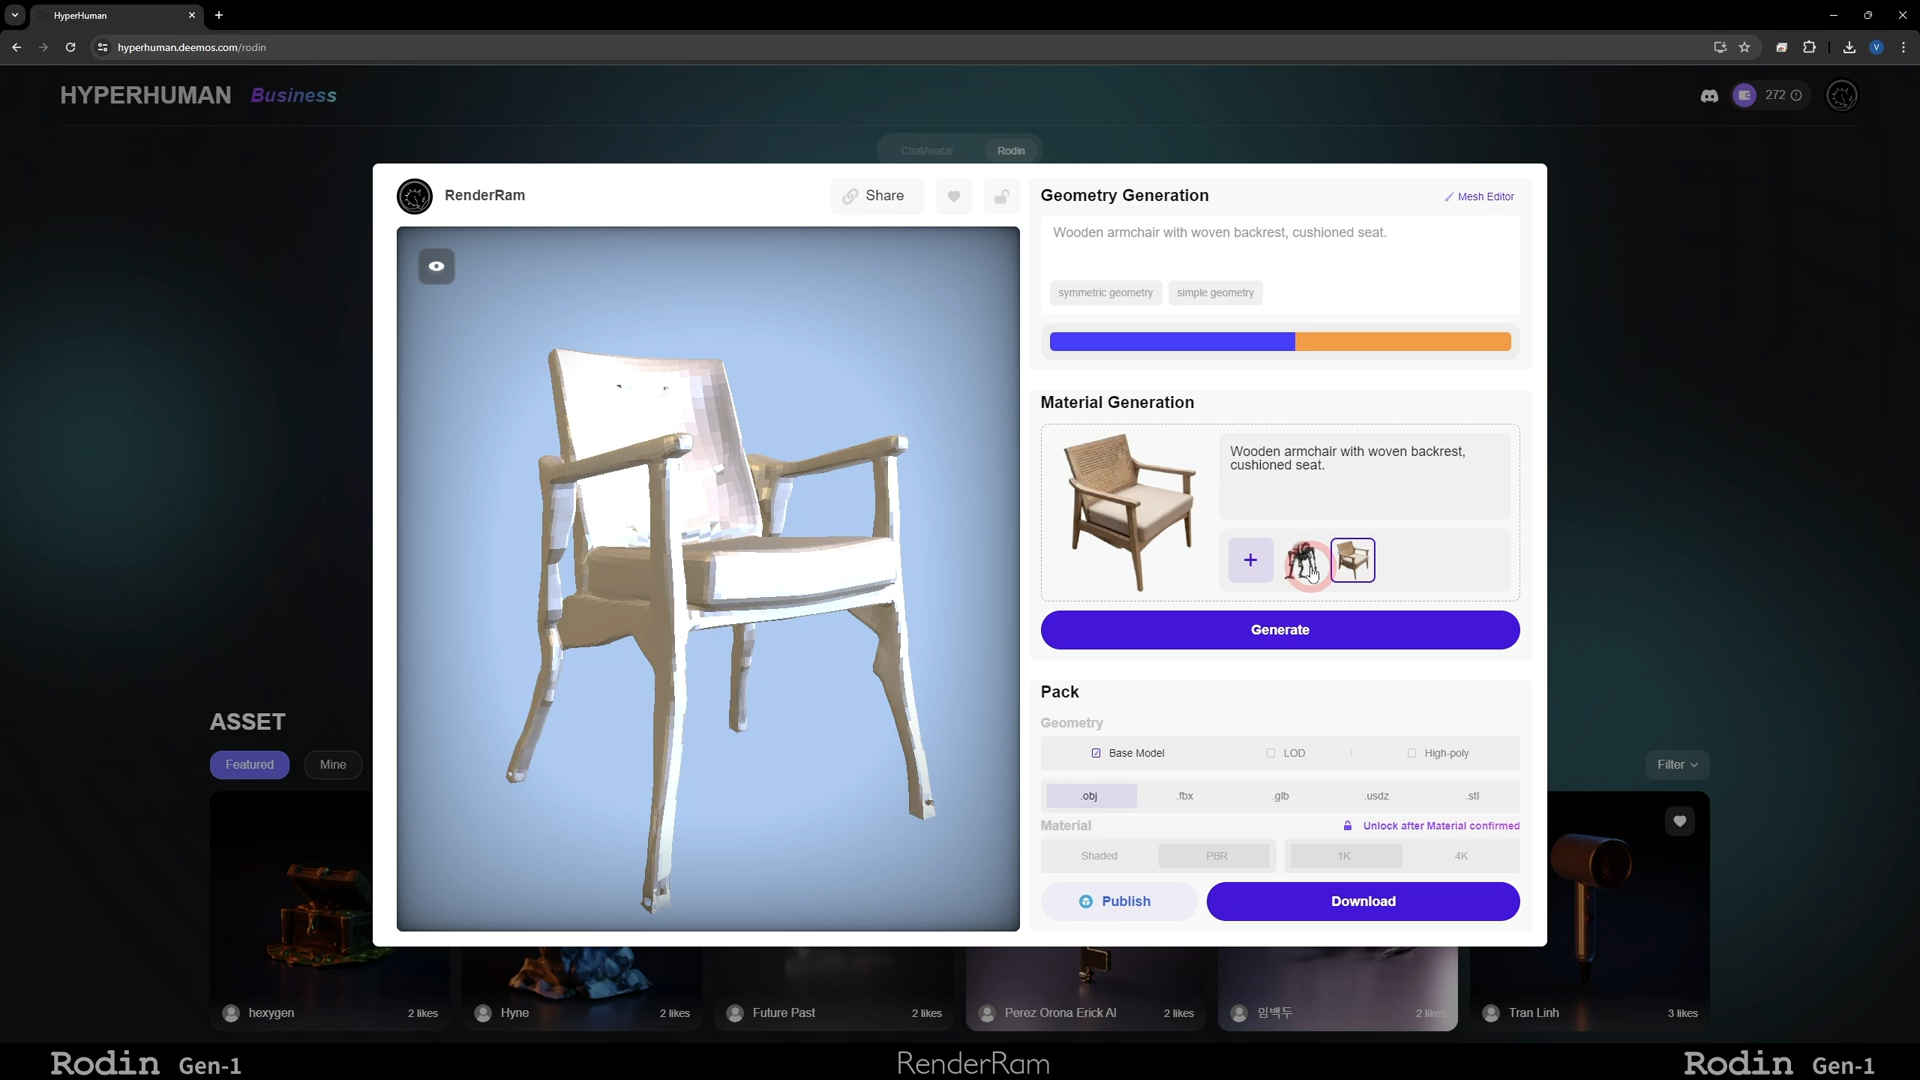 HyperHuman
hyperhuman.deemos.com/rodin
V
HYPERHUMAN Business
272
ChatAvatar
Rodin
RenderRam
Share
Geometry Generation
Mesh Editor
Wooden armchair with woven backrest, cushioned seat.
symmetric geometry
simple geometry
Material Generation
Wooden armchair with woven backrest,
cushioned seat.
Generate
Pack
Geometry
Base Model
LOD
High-poly
.obj
.fbx
.glb
.usdz
.stl
Material
Unlock after Material confirmed
Shaded
PBR
1K
4K
Publish
Download
ASSET
Featured
Mine
Filter
hexygen
2 likes
Hyne
2 likes
Future Past
2 likes
Perez Orona Erick Al
2 likes
임백두
2 likes
Tran Linh
3 likes
Rodin Gen-1
RenderRam
Rodin Gen-1